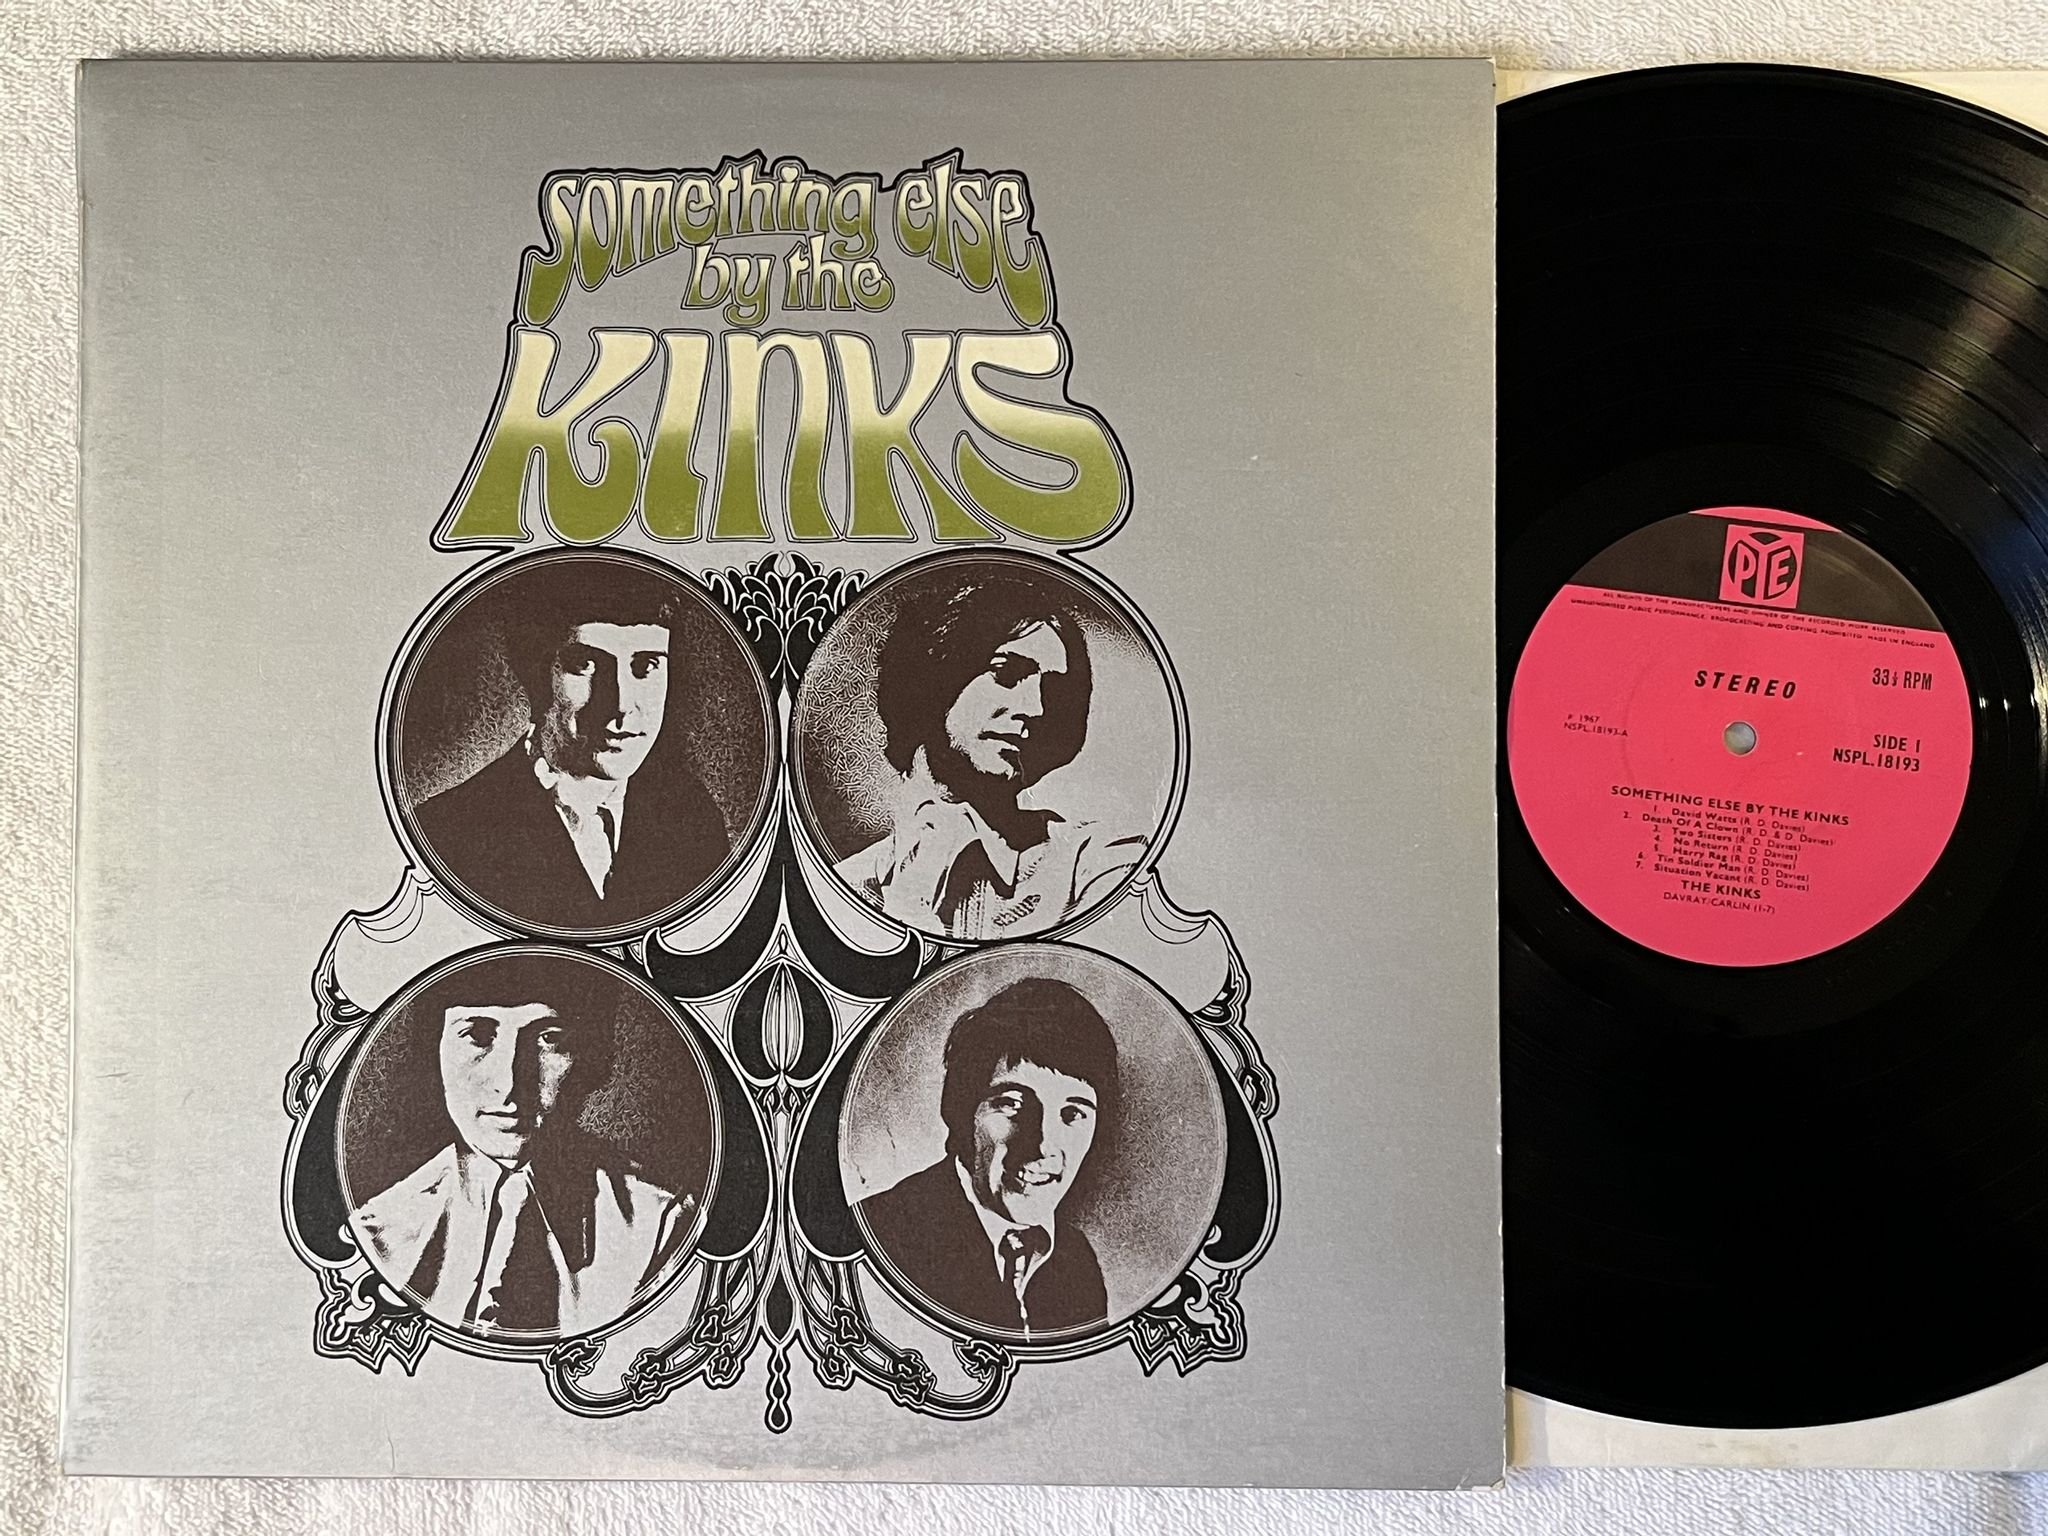 something else
by the
KINKS
PYE
ALL RIGHTS OF THE MANUFACTURERS AND OWNER OF THE RECORDED WORK RESERVED
UNAUTHORISED PUBLIC PERFORMANCE, BROADCASTING AND COPYING PROHIBITED MADE IN ENGLAND
STEREO
33⅓ RPM
P 1967
NSPL.18193-A
SIDE 1
NSPL.18193
SOMETHING ELSE BY THE KINKS
1. David Watts (R. D. Davies)
2. Death Of A Clown (R. D. & D. Davies)
3. Two Sisters (R. D. Davies)
4. No Return (R. D. Davies)
5. Harry Rag (R. D. Davies)
6. Tin Soldier Man (R. D. Davies)
7. Situation Vacant (R. D. Davies)
THE KINKS
DAVRAY/CARLIN (1-7)